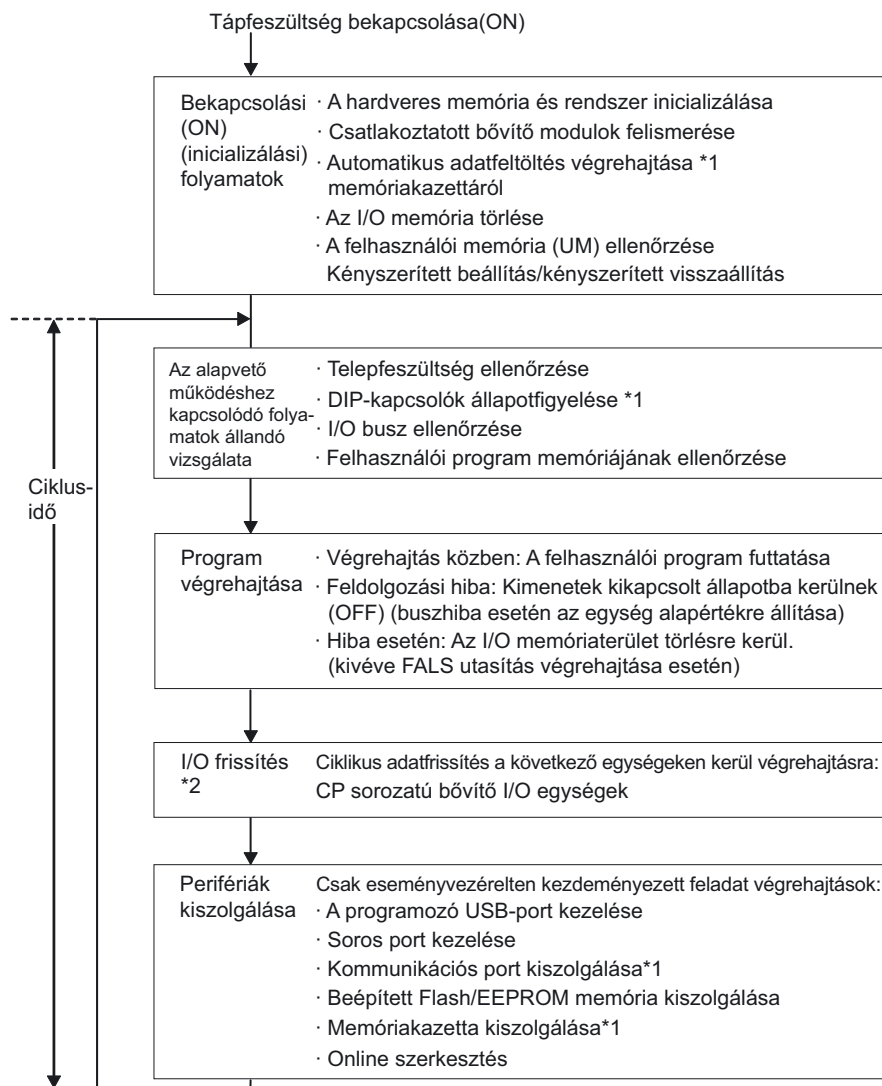 Tápfeszültség bekapcsolása(ON)
Bekapcsolási
(ON)
(inicializálási)
folyamatok
· A hardveres memória és rendszer inicializálása
· Csatlakoztatott bővítő modulok felismerése
· Automatikus adatfeltöltés végrehajtása *1
memóriakazettáról
· Az I/O memória törlése
· A felhasználói memória (UM) ellenőrzése
Kényszerített beállítás/kényszerített visszaállítás
Ciklus-
idő
Az alapvető
működéshez
kapcsolódó folya-
matok állandó
vizsgálata
· Telepfeszültség ellenőrzése
· DIP-kapcsolók állapotfigyelése *1
· I/O busz ellenőrzése
· Felhasználói program memóriájának ellenőrzése
Program
végrehajtása
· Végrehajtás közben: A felhasználói program futtatása
· Feldolgozási hiba: Kimenetek kikapcsolt állapotba kerülnek
(OFF) (buszhiba esetén az egység alapértékre állítása)
· Hiba esetén: Az I/O memóriaterület törlésre kerül.
(kivéve FALS utasítás végrehajtása esetén)
I/O frissítés
*2
Ciklikus adatfrissítés a következő egységeken kerül végrehajtásra:
CP sorozatú bővítő I/O egységek
Perifériák
kiszolgálása
Csak eseményvezérelten kezdeményezett feladat végrehajtások:
· A programozó USB-port kezelése
· Soros port kezelése
· Kommunikációs port kiszolgálása*1
· Beépített Flash/EEPROM memória kiszolgálása
· Memóriakazetta kiszolgálása*1
· Online szerkesztés